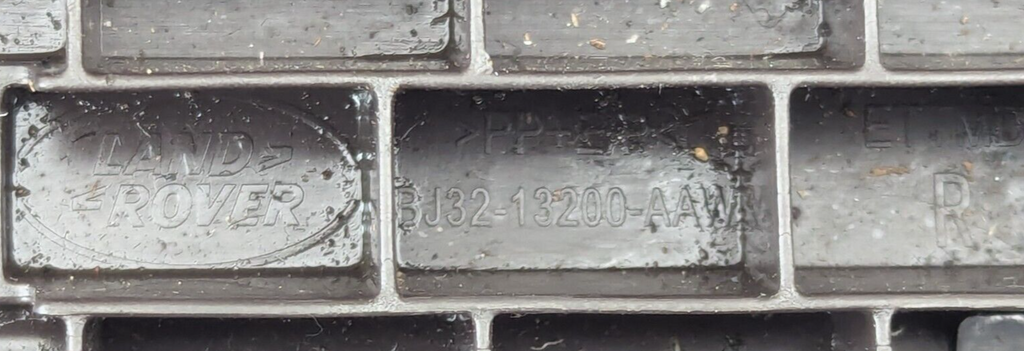 LAND
ROVER
>PP+E/P<
BJ32-13200-AAW
R